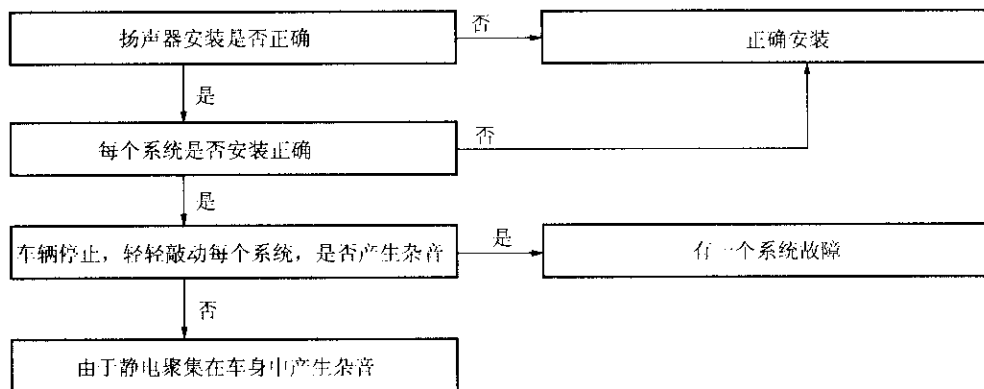 扬声器安装是否正确
否
正确安装
是
每个系统是否安装正确
否
是
车辆停止，轻轻敲动每个系统，是否产生杂音
是
有一个系统故障
否
由于静电聚集在车身中产生杂音